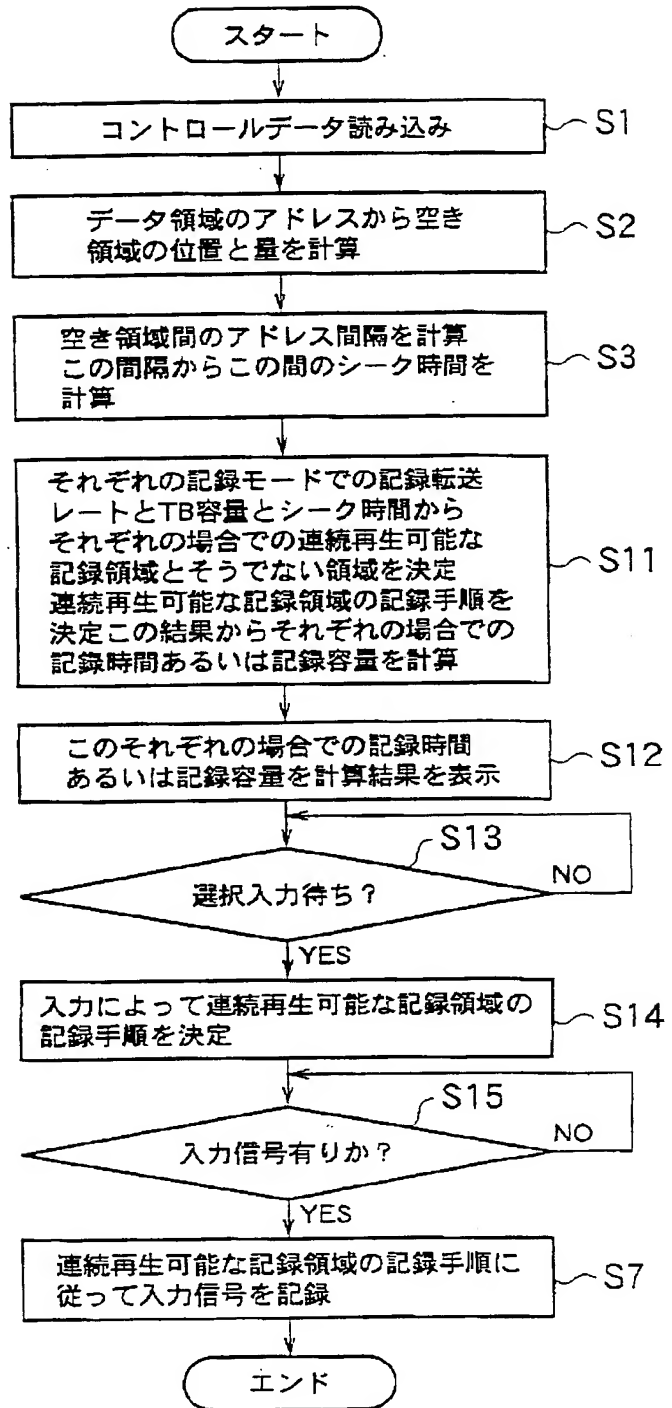 スタート
コントロールデータ読み込み
S1
データ領域のアドレスから空き
領域の位置と量を計算
S2
空き領域間のアドレス間隔を計算
この間隔からこの間のシーク時間を
計算
S3
それぞれの記録モードでの記録転送
レートとTB容量とシーク時間から
それぞれの場合での連続再生可能な
記録領域とそうでない領域を決定
連続再生可能な記録領域の記録手順を
決定この結果からそれぞれの場合での
記録時間あるいは記録容量を計算
S11
このそれぞれの場合での記録時間
あるいは記録容量を計算結果を表示
S12
S13
選択入力待ち?
NO
YES
入力によって連続再生可能な記録領域の
記録手順を決定
S14
S15
入力信号有りか?
NO
YES
連続再生可能な記録領域の記録手順に
従って入力信号を記録
S7
エンド